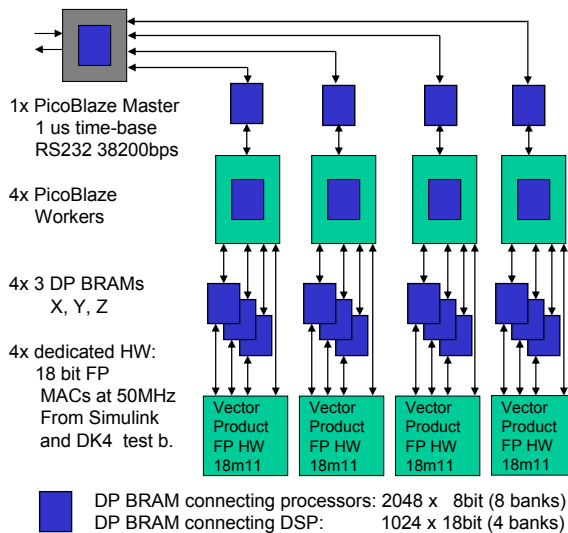 1x PicoBlaze Master
1 us time-base
RS232 38200bps
4x PicoBlaze
Workers
4x 3 DP BRAMs
X, Y, Z
4x dedicated HW:
18 bit FP
MACs at 50MHz
From Simulink
and DK4 test b.
Vector
Product
FP HW
18m11
Vector
Product
FP HW
18m11
Vector
Product
FP HW
18m11
Vector
Product
FP HW
18m11
DP BRAM connecting processors: 2048 x 8bit (8 banks)
DP BRAM connecting DSP: 1024 x 18bit (4 banks)